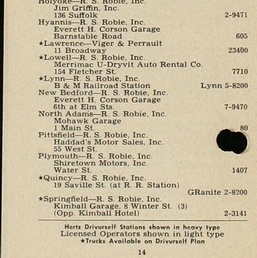 Holyoke—R. S. Robie, Inc.
Jim Griffin, Inc.
136 Suffolk 2-9471
Hyannis—R. S. Robie, Inc.
Everett H. Corson Garage
Barnstable Road 605
★Lawrence—Viger & Perrault
11 Broadway 23400
★Lowell—R. S. Robie, Inc.
Merrimac U-Dryvit Auto Rental Co.
154 Fletcher St. 7710
★Lynn—R. S. Robie, Inc.
B & M Railroad Station Lynn 5-8200
New Bedford—R. S. Robie, Inc.
Everett H. Corson Garage
6th at Elm Sts. 7-9470
North Adams—R. S. Robie, Inc.
Mohawk Garage
1 Main St. 80
Pittsfield—R. S. Robie, Inc.
Haddad's Motor Sales, Inc.
55 West St.
Plymouth—R. S. Robie, Inc.
Shiretown Motors, Inc.
Water St. 1407
★Quincy—R. S. Robie, Inc.
19 Saville St. (at R. R. Station)
GRanite 2-8200
★Springfield—R. S. Robie, Inc.
Kimball Garage, 8 Winter St. (3)
(Opp. Kimball Hotel) 2-3141
Hertz Drivurself Stations shown in heavy type
Licensed Operators shown in light type
★Trucks Available on Drivurself Plan
14